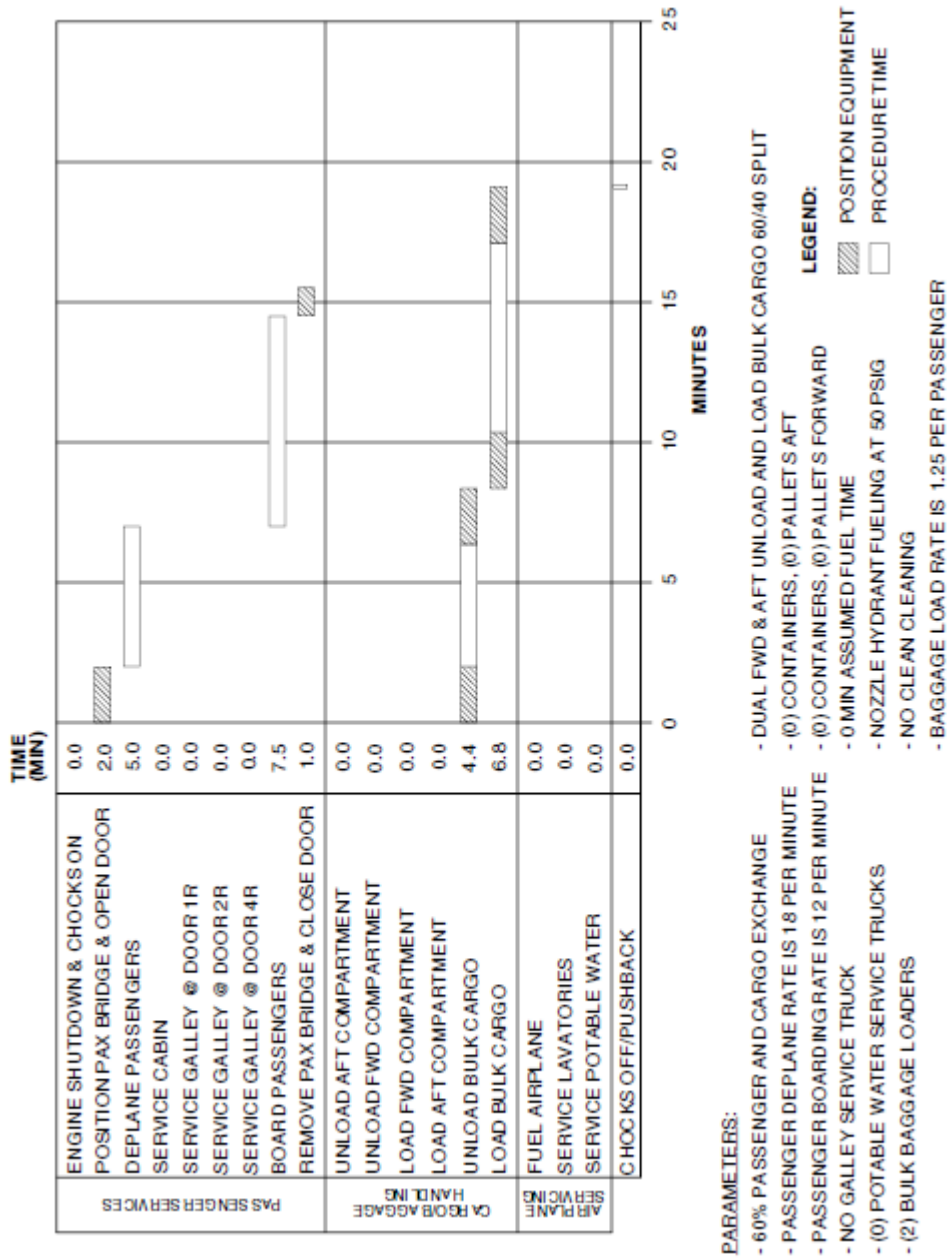 TIME
(MIN)
PASSENGER SERVICES
ENGINE SHUTDOWN & CHOCKS ON 0.0
POSITION PAX BRIDGE & OPEN DOOR 2.0
DEPLANE PASSENGERS 5.0
SERVICE CABIN 0.0
SERVICE GALLEY @ DOOR 1R 0.0
SERVICE GALLEY @ DOOR 2R 0.0
SERVICE GALLEY @ DOOR 4R 0.0
BOARD PASSENGERS 7.5
REMOVE PAX BRIDGE & CLOSE DOOR 1.0
CARGO/BAGGAGE
HANDLING
UNLOAD AFT COMPARTMENT 0.0
UNLOAD FWD COMPARTMENT 0.0
LOAD FWD COMPARTMENT 0.0
LOAD AFT COMPARTMENT 0.0
UNLOAD BULK CARGO 4.4
LOAD BULK CARGO 6.8
AIRPLANE
SERVICING
FUEL AIRPLANE 0.0
SERVICE LAVATORIES 0.0
SERVICE POTABLE WATER 0.0
CHOCKS OFF/PUSHBACK 0.0
0 5 10 15 20 25
MINUTES
PARAMETERS:
- 60% PASSENGER AND CARGO EXCHANGE
- PASSENGER DEPLANE RATE IS 18 PER MINUTE
- PASSENGER BOARDING RATE IS 12 PER MINUTE
- NO GALLEY SERVICE TRUCK
- (0) POTABLE WATER SERVICE TRUCKS
- (2) BULK BAGGAGE LOADERS
- DUAL FWD & AFT UNLOAD AND LOAD BULK CARGO 60/40 SPLIT
- (0) CONTAINERS, (0) PALLETS AFT
- (0) CONTAINERS, (0) PALLETS FORWARD
- 0 MIN ASSUMED FUEL TIME
- NOZZLE HYDRANT FUELING AT 50 PSIG
- NO CLEAN CLEANING
- BAGGAGE LOAD RATE IS 1.25 PER PASSENGER
LEGEND:
POSITION EQUIPMENT
PROCEDURE TIME